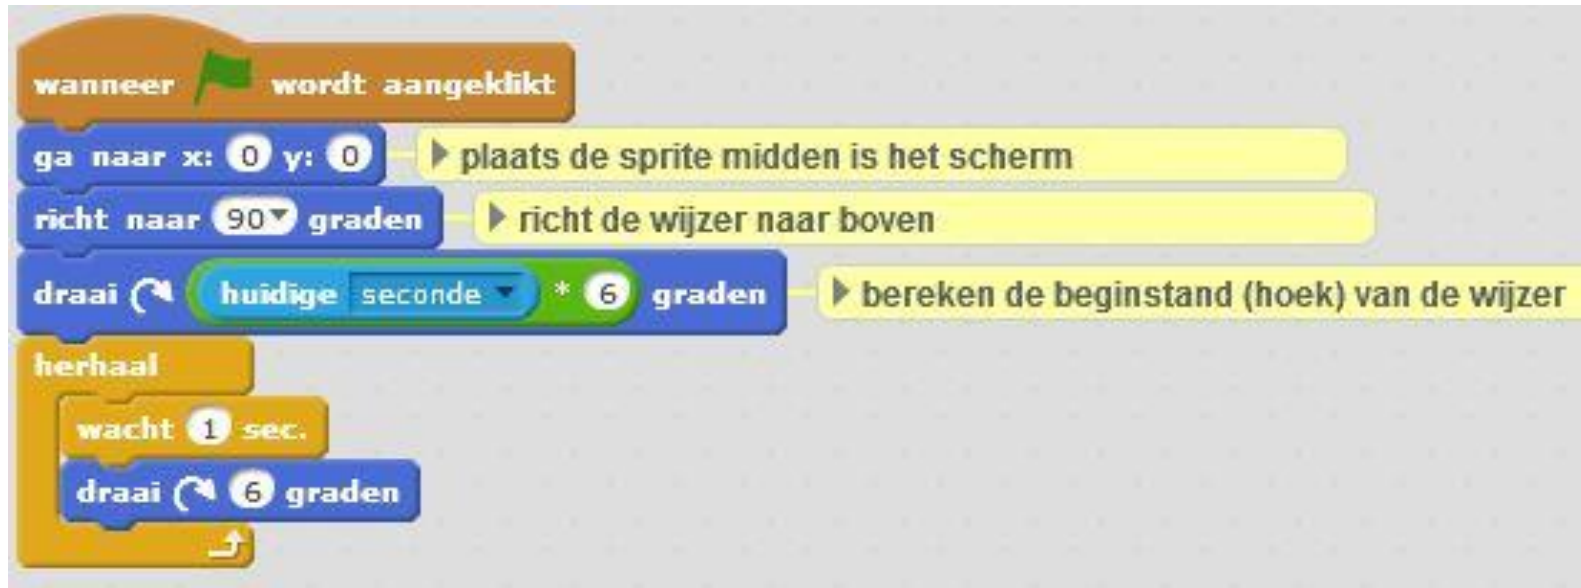 wanneer wordt aangeklikt
ga naar x: 0 y: 0 plaats de sprite midden is het scherm
richt naar 90 graden richt de wijzer naar boven
draai huidige seconde * 6 graden bereken de beginstand (hoek) van de wijzer
herhaal
wacht 1 sec.
draai 6 graden